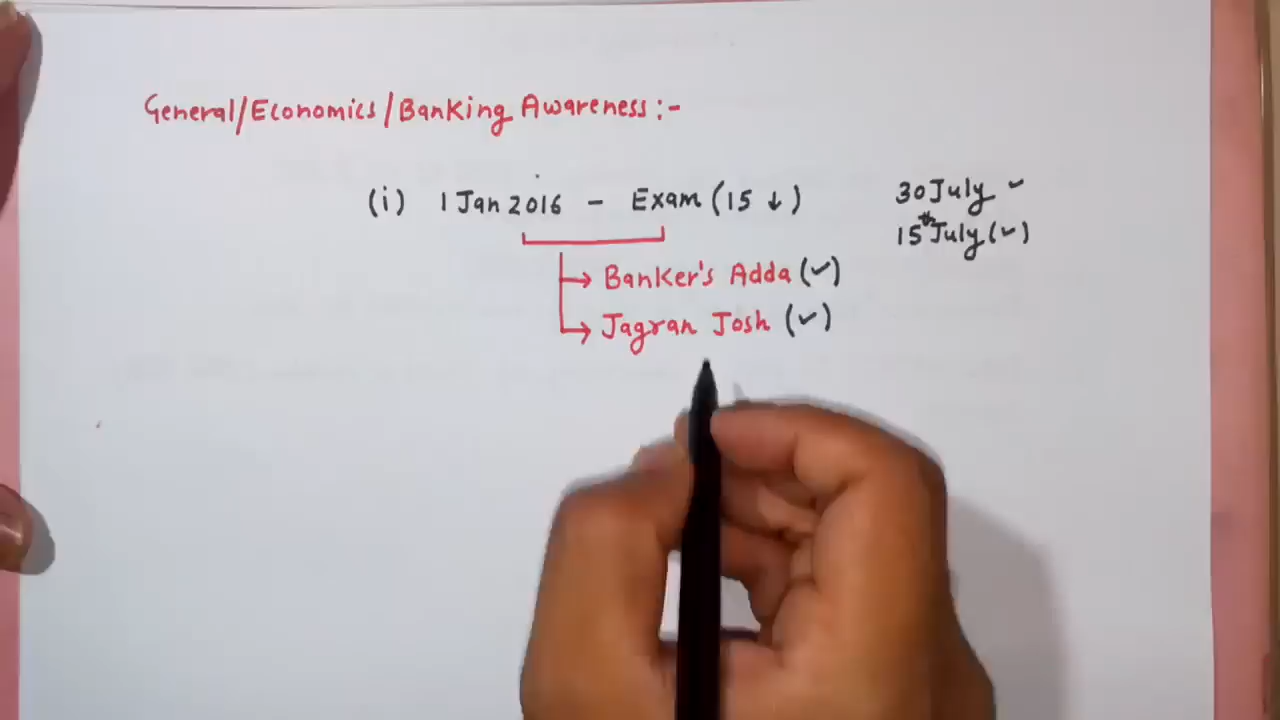 General/Economics/Banking Awareness:-
(i) 1 Jan 2016 - Exam (15 ↓)
30 July ✓
15th July (✓)
→ Banker's Adda (✓)
→ Jagran Josh (✓)